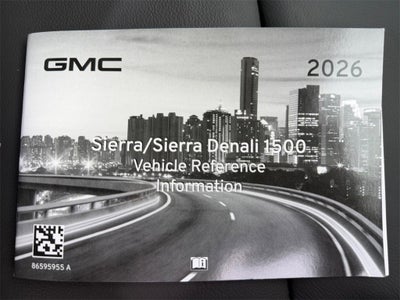 GMC
2026
Sierra/Sierra Denali 1500
Vehicle Reference
Information
86595955 A